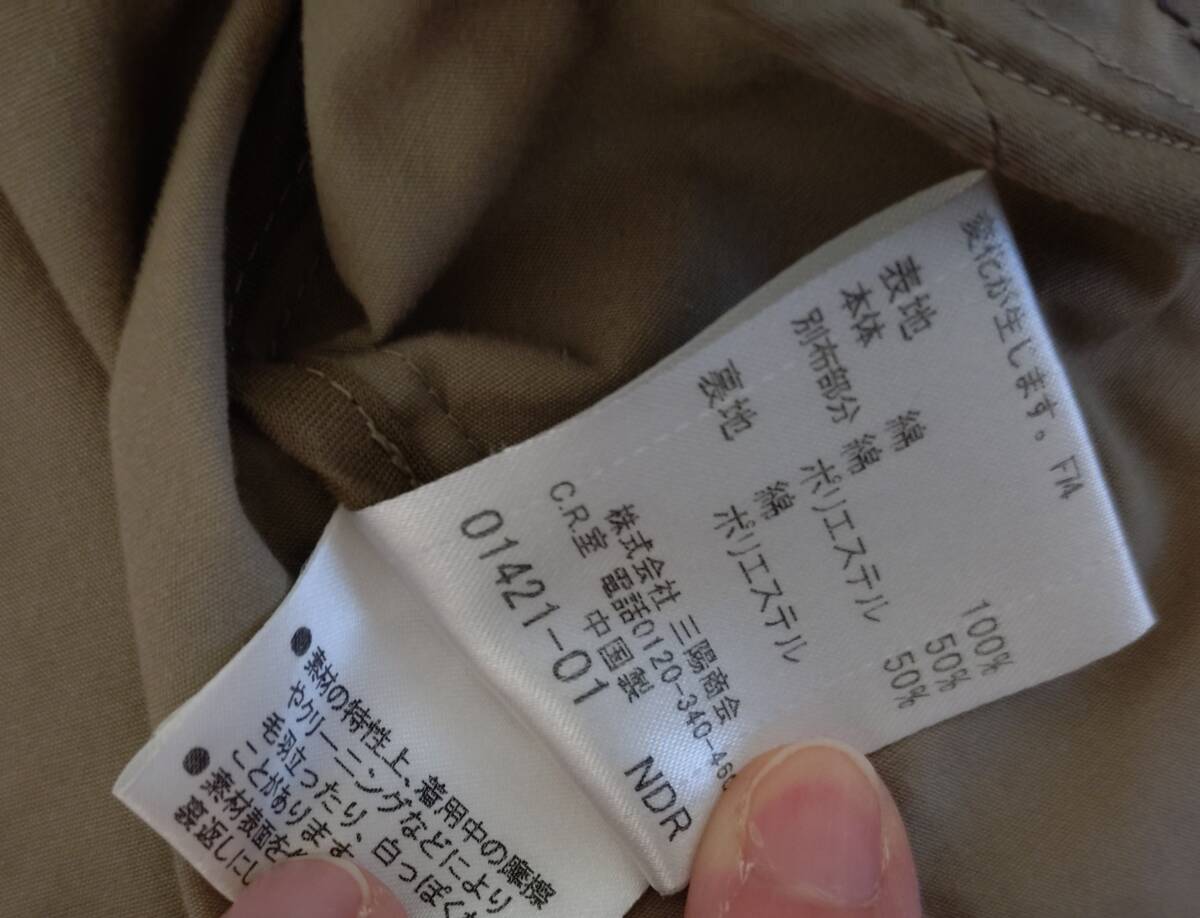 変化が生じます。 FM
表地
本体 綿 100%
別布部分 綿 50%
ポリエステル 50%
裏地 綿
ポリエステル
株式会社 三陽商会
C.R.室 電話0120-340-46
中国製
01421-01 NDR
●素材の特性上、着用中の摩擦
やクリーニングなどにより
毛羽立ったり、白っぽく
ことがあります
●素材表面を
裏返しにし